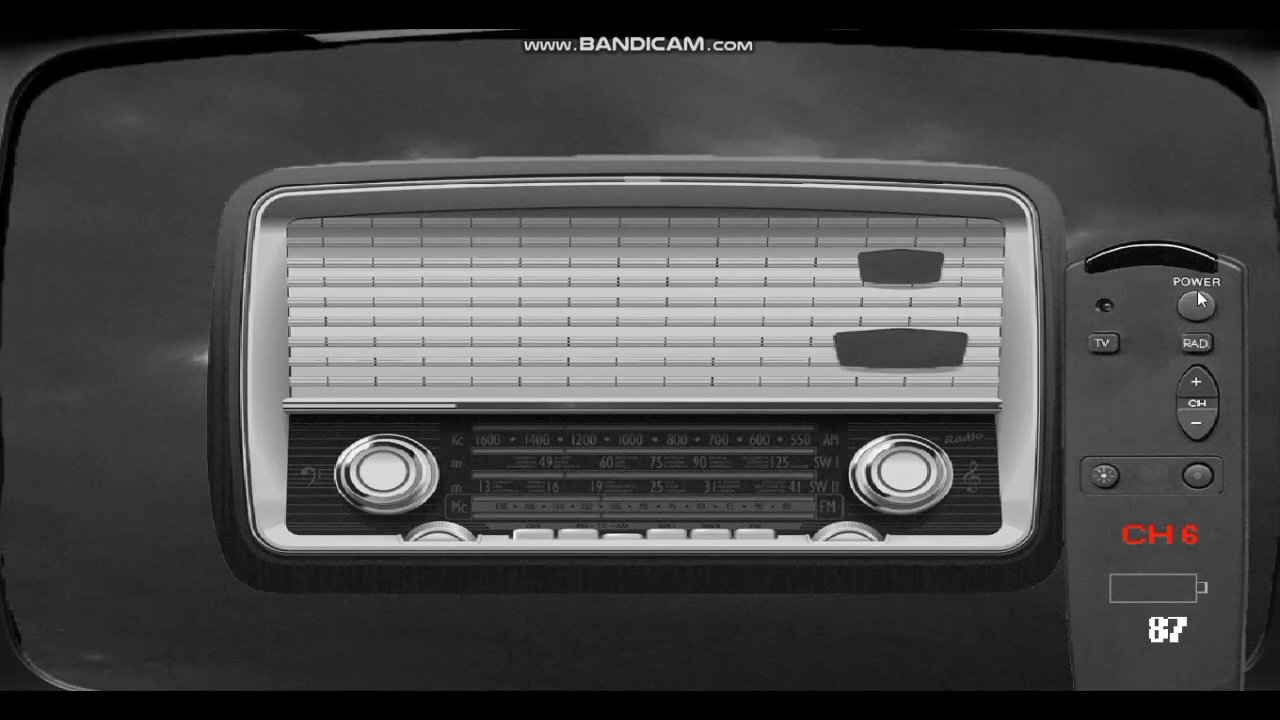 www.BANDICAM.com
POWER
TV
RAD
+
CH
−
Kc 1600 • 1400 • 1200 • 1000 • 800 • 700 • 600 • 550 AM
Radio
m 49 60 75 90 125 SW I
m 13 16 19 25 31 41 SW II
Mc FM
CH 6
87